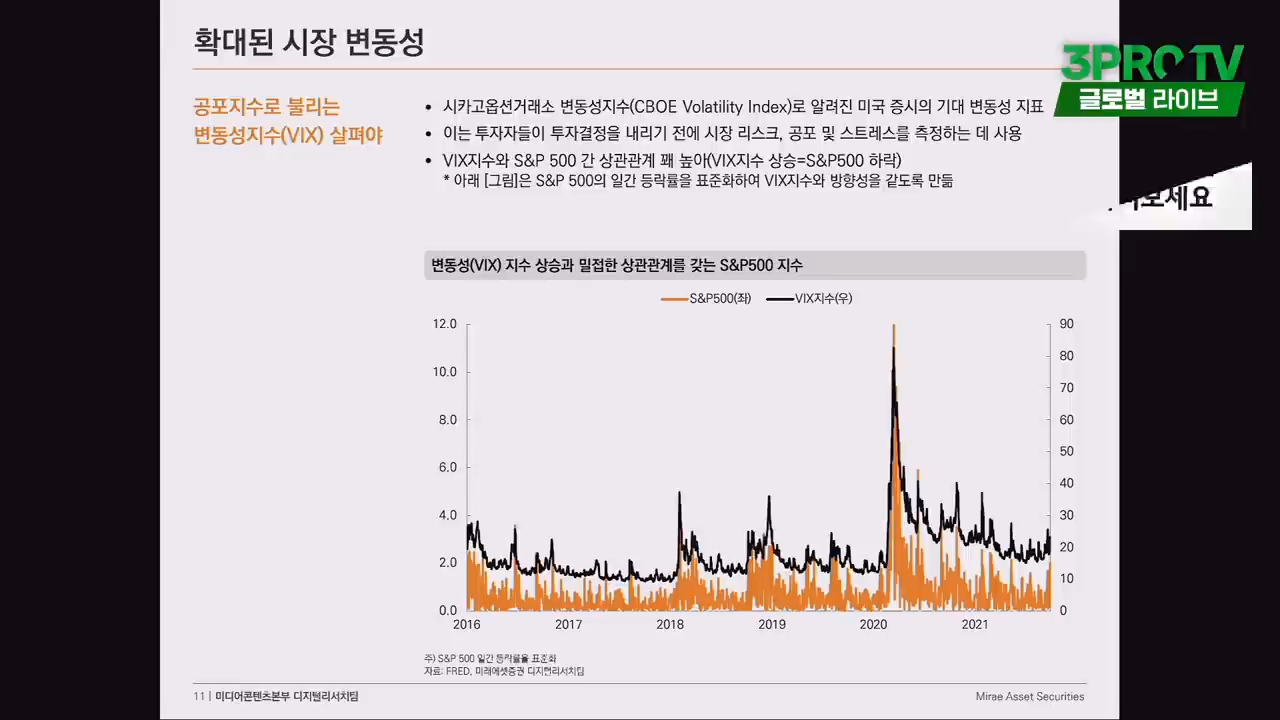 확대된 시장 변동성
3PRO TV
글로벌 라이브
공포지수로 불리는
변동성지수(VIX) 살펴야
• 시카고옵션거래소 변동성지수(CBOE Volatility Index)로 알려진 미국 증시의 기대 변동성 지표
• 이는 투자자들이 투자결정을 내리기 전에 시장 리스크, 공포 및 스트레스를 측정하는 데 사용
• VIX지수와 S&P 500 간 상관관계 꽤 높아(VIX지수 상승=S&P500 하락)
* 아래 [그림]은 S&P 500의 일간 등락률을 표준화하여 VIX지수와 방향성을 같도록 만듦
변동성(VIX) 지수 상승과 밀접한 상관관계를 갖는 S&P500 지수
S&P500(좌) VIX지수(우)
12.0 90
80
10.0 70
8.0 60
50
6.0 40
4.0 30
20
2.0 10
0.0 0
2016 2017 2018 2019 2020 2021
주) S&P 500 일간 등락률을 표준화
자료: FRED, 미래에셋증권 디지털리서치팀
11 | 미디어콘텐츠본부 디지털리서치팀 Mirae Asset Securities